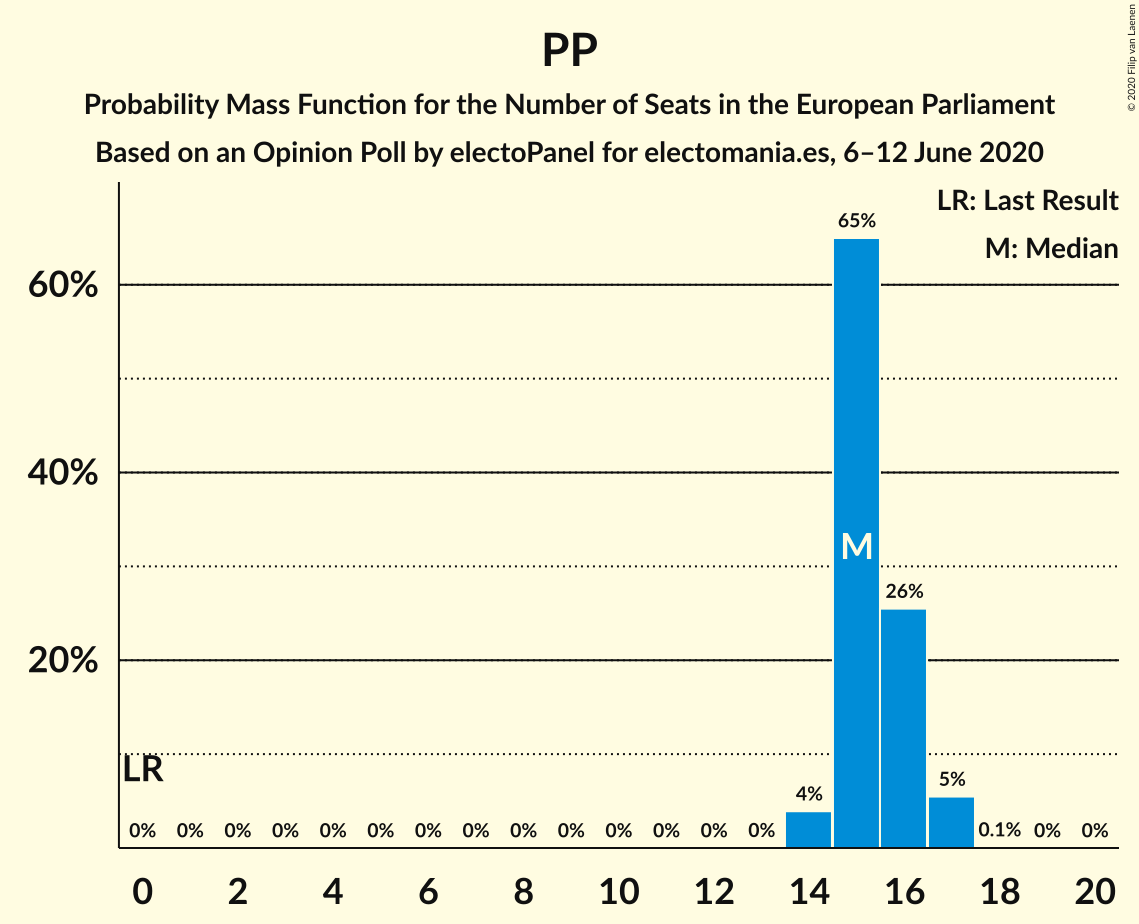 PP
Probability Mass Function for the Number of Seats in the European Parliament
Based on an Opinion Poll by electoPanel for electomania.es, 6–12 June 2020
© 2020 Filip van Laenen
LR: Last Result
M: Median
65%
60%
40%
M
26%
20%
LR
4%
5%
0% 0% 0% 0% 0% 0% 0% 0% 0% 0% 0% 0% 0% 0% 0.1% 0% 0%
0 2 4 6 8 10 12 14 16 18 20